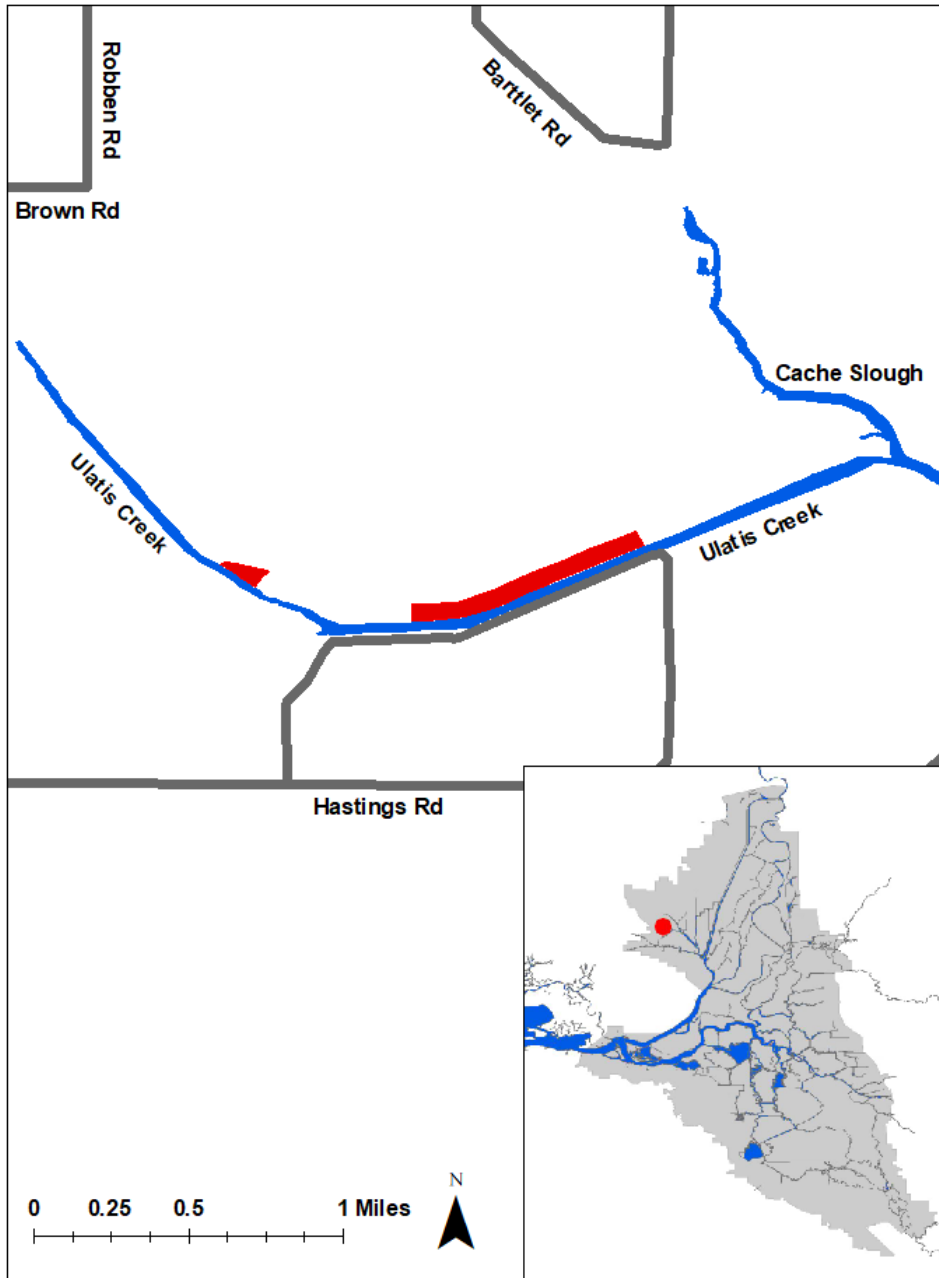 Robben Rd
Barttlet Rd
Brown Rd
Cache Slough
Ulatis Creek
Ulatis Creek
Hastings Rd
N
0 0.25 0.5 1 Miles